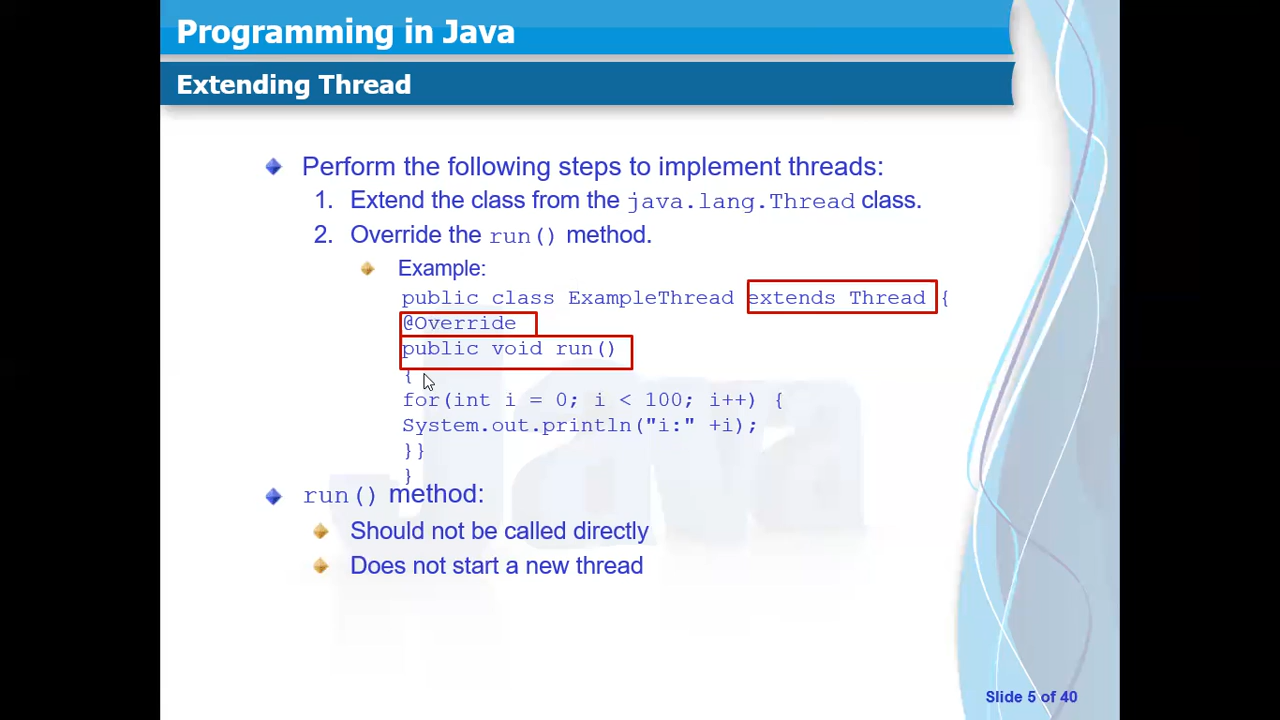 Programming in Java
Extending Thread
Perform the following steps to implement threads:
1. Extend the class from the java.lang.Thread class.
2. Override the run() method.
Example:
public class ExampleThread extends Thread {
@Override
public void run()
{
for(int i = 0; i < 100; i++) {
System.out.println("i:" +i);
}}
}
run() method:
Should not be called directly
Does not start a new thread
Java
Slide 5 of 40